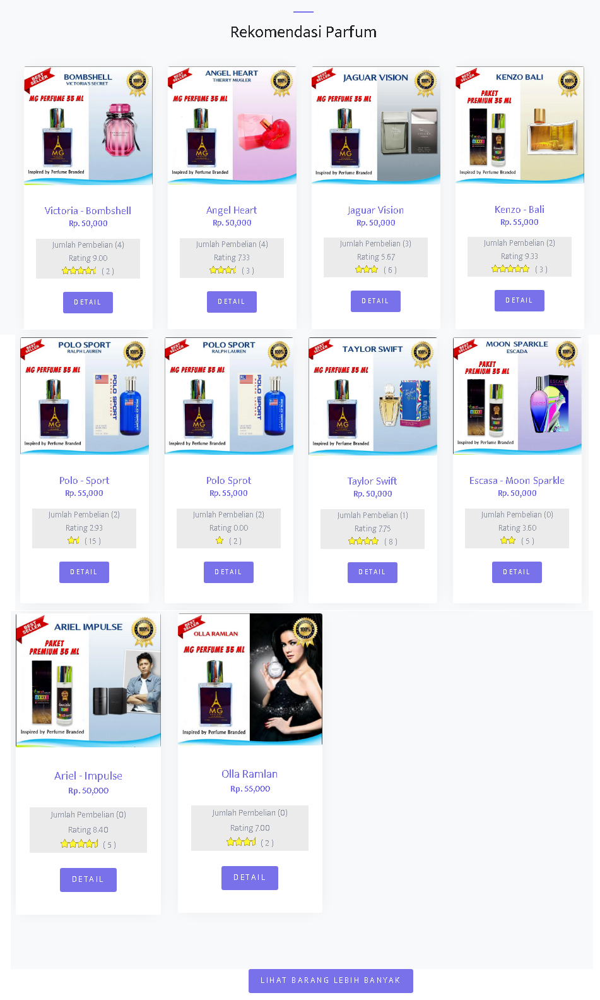 Rekomendasi Parfum
BEST SELLER
BOMBSHELL
VICTORIA'S SECRET
100%
MG PERFUME 35 ML
MG
Inspired by Perfume Branded
Victoria - Bombshell
Rp. 50,000
Jumlah Pembelian (4)
Rating 9.00
( 2 )
DETAIL
BEST SELLER
ANGEL HEART
THIERRY MUGLER
100%
MG PERFUME 35 ML
MG
Inspired by Perfume Branded
Angel Heart
Rp. 50,000
Jumlah Pembelian (4)
Rating 7.33
( 3 )
DETAIL
BEST SELLER
JAGUAR VISION
100%
MG PERFUME 35 ML
MG
Inspired by Perfume Branded
Jaguar Vision
Rp. 50,000
Jumlah Pembelian (3)
Rating 5.67
( 6 )
DETAIL
BEST SELLER
KENZO BALI
100%
PAKET
PREMIUM 35 ML
Inspired by Perfume Branded
Kenzo - Bali
Rp. 55,000
Jumlah Pembelian (2)
Rating 9.33
( 3 )
DETAIL
BEST SELLER
POLO SPORT
RALPH LAUREN
100%
MG PERFUME 35 ML
RL
POLO SPORT
RALPH LAUREN
POLO SPORT
MG
Inspired by Perfume Branded
Polo - Sport
Rp. 55,000
Jumlah Pembelian (2)
Rating 2.93
( 15 )
DETAIL
BEST SELLER
POLO SPORT
RALPH LAUREN
100%
MG PERFUME 35 ML
RL
POLO SPORT
RALPH LAUREN
POLO SPORT
MG
Inspired by Perfume Branded
Polo Sprot
Rp. 55,000
Jumlah Pembelian (2)
Rating 0.00
( 2 )
DETAIL
BEST SELLER
TAYLOR SWIFT
100%
MG PERFUME 35 ML
Taylor
MG
Inspired by Perfume Branded
Taylor Swift
Rp. 50,000
Jumlah Pembelian (1)
Rating 7.75
( 8 )
DETAIL
BEST SELLER
MOON SPARKLE
ESCADA
100%
PAKET
PREMIUM 35 ML
ESCADA
Inspired by Perfume Branded
Escasa - Moon Sparkle
Rp. 50,000
Jumlah Pembelian (0)
Rating 3.60
( 5 )
DETAIL
BEST SELLER
ARIEL IMPULSE
100%
PAKET
PREMIUM 35 ML
Inspired by Perfume Branded
Ariel - Impulse
Rp. 50,000
Jumlah Pembelian (0)
Rating 8.40
( 5 )
DETAIL
BEST SELLER
OLLA RAMLAN
100%
MG PERFUME 35 ML
MG
Inspired by Perfume Branded
Olla Ramlan
Rp. 55,000
Jumlah Pembelian (0)
Rating 7.00
( 2 )
DETAIL
LIHAT BARANG LEBIH BANYAK